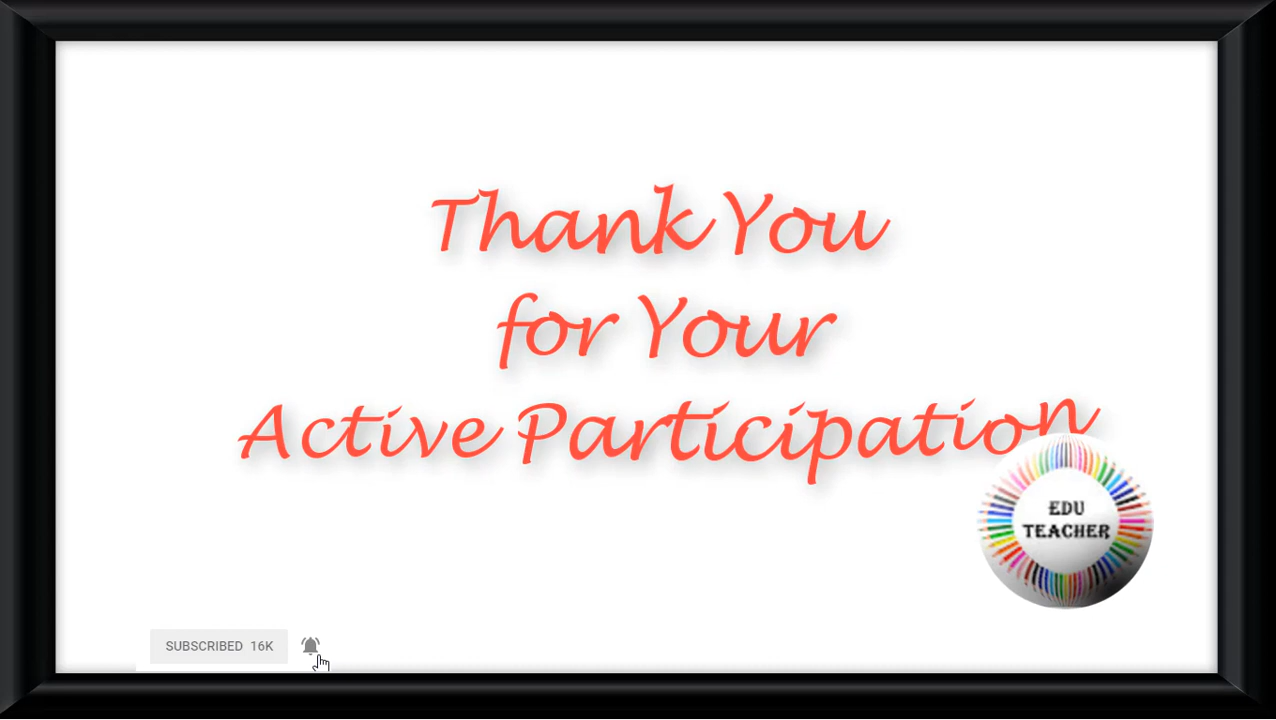 Thank You
for Your
Active Participation
EDU
TEACHER
SUBSCRIBED 16K